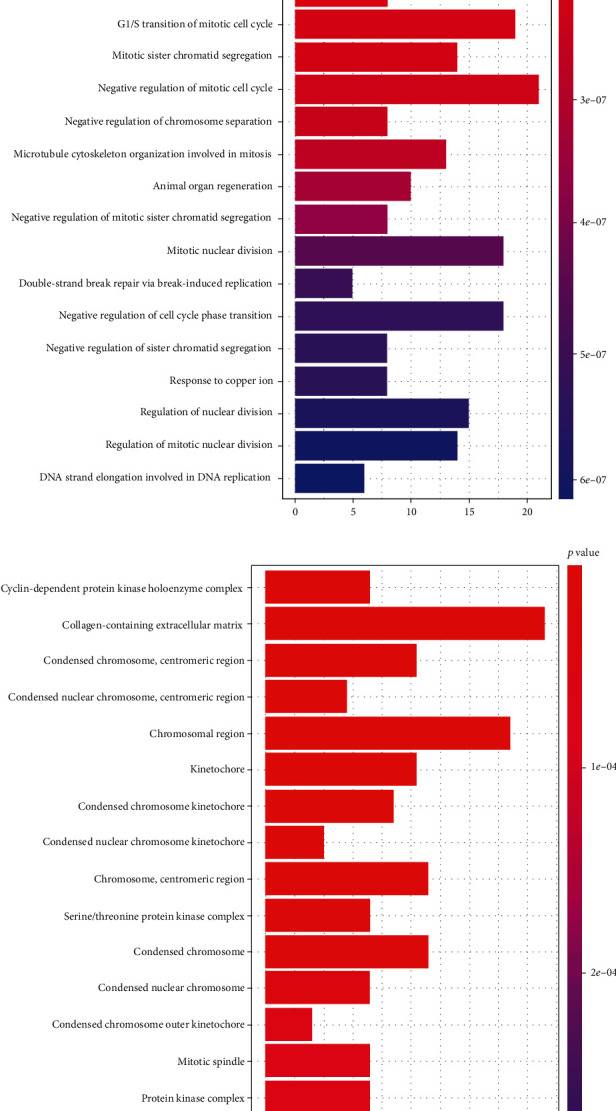 G1/S transition of mitotic cell cycle
Mitotic sister chromatid segregation
Negative regulation of mitotic cell cycle
3e–07
Negative regulation of chromosome separation
Microtubule cytoskeleton organization involved in mitosis
Animal organ regeneration
Negative regulation of mitotic sister chromatid segregation
4e–07
Mitotic nuclear division
Double-strand break repair via break-induced replication
Negative regulation of cell cycle phase transition
Negative regulation of sister chromatid segregation
5e–07
Response to copper ion
Regulation of nuclear division
Regulation of mitotic nuclear division
DNA strand elongation involved in DNA replication
6e–07
0 5 10 15 20
p value
Cyclin-dependent protein kinase holoenzyme complex
Collagen-containing extracellular matrix
Condensed chromosome, centromeric region
Condensed nuclear chromosome, centromeric region
Chromosomal region
Kinetochore
1e–04
Condensed chromosome kinetochore
Condensed nuclear chromosome kinetochore
Chromosome, centromeric region
Serine/threonine protein kinase complex
Condensed chromosome
2e–04
Condensed nuclear chromosome
Condensed chromosome outer kinetochore
Mitotic spindle
Protein kinase complex